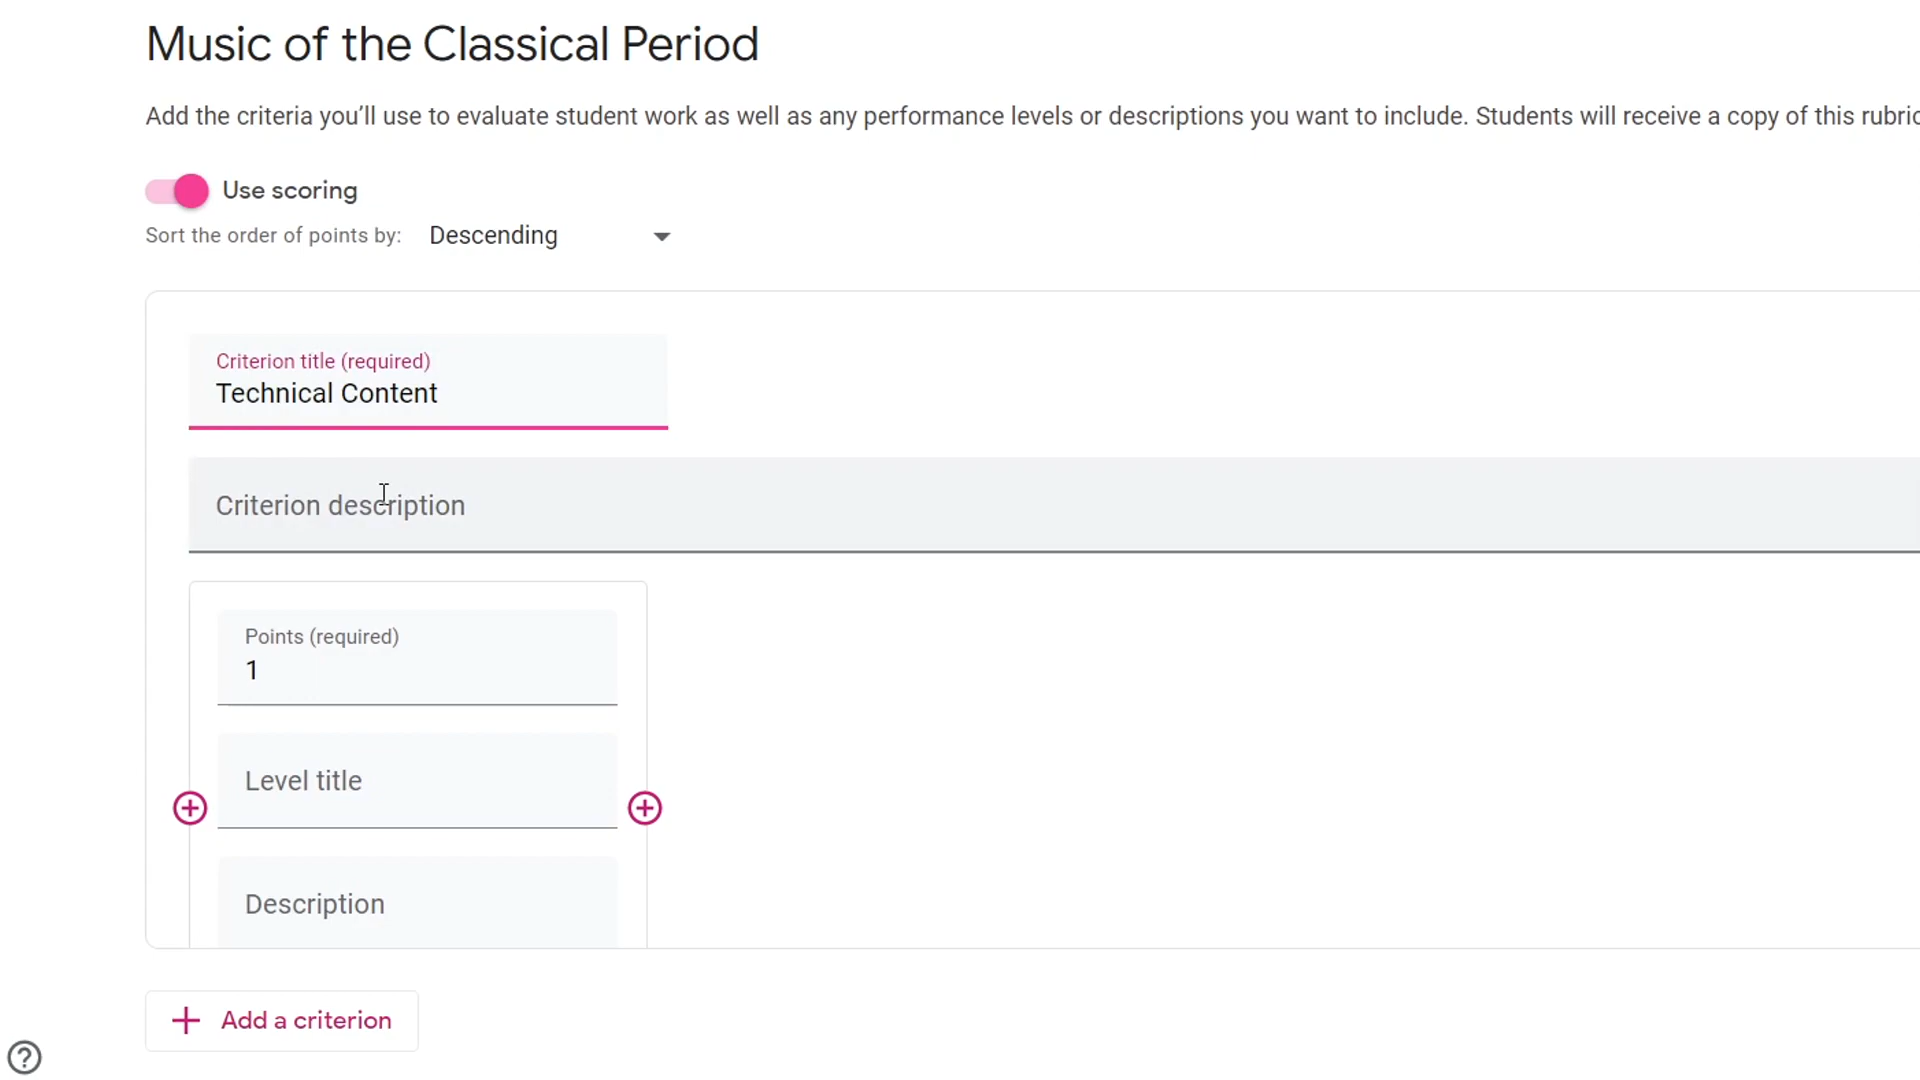 Music of the Classical Period
Add the criteria you’ll use to evaluate student work as well as any performance levels or descriptions you want to include. Students will receive a copy of this rubric
Use scoring
Sort the order of points by: Descending
Criterion title (required)
Technical Content
Criterion description
Points (required)
1
Level title
Description
Add a criterion